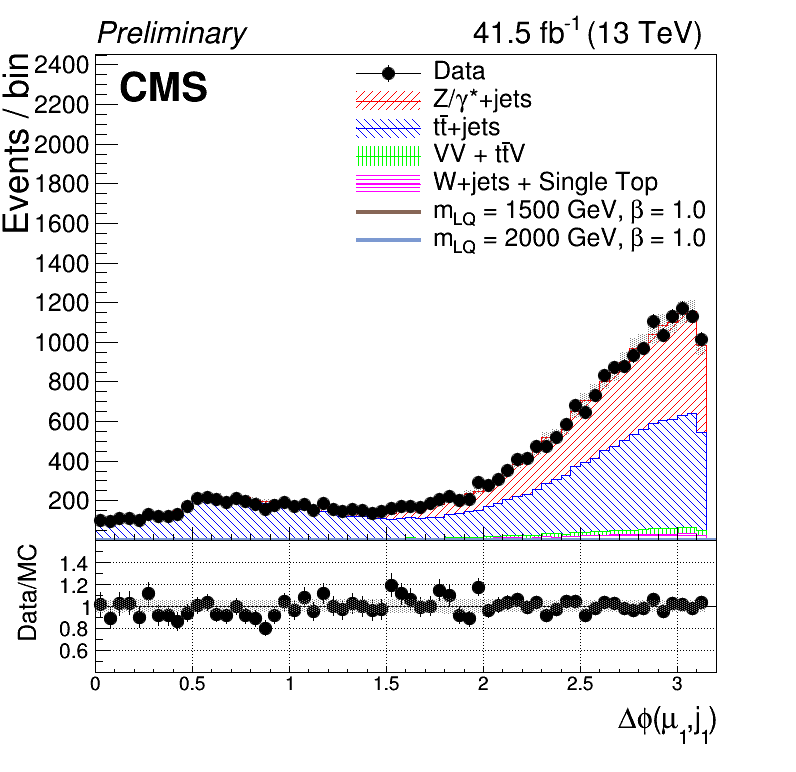 Preliminary 41.5 fb⁻¹ (13 TeV)
CMS
Data
Z/γ*+jets
tt̄+jets
VV + tt̄V
W+jets + Single Top
m_LQ = 1500 GeV, β = 1.0
m_LQ = 2000 GeV, β = 1.0
Events / bin
2400
2200
2000
1800
1600
1400
1200
1000
800
600
400
200
Data/MC
1.4
1.2
1
0.8
0.6
0 0.5 1 1.5 2 2.5 3
Δϕ(μ₁,j₁)